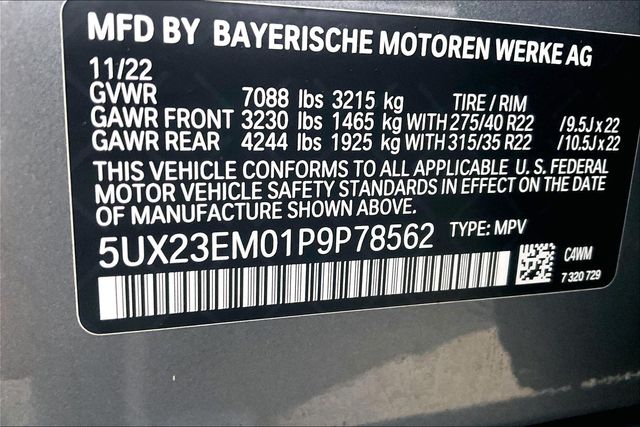 MFD BY BAYERISCHE MOTOREN WERKE AG
11/22
GVWR 7088 lbs 3215 kg TIRE / RIM
GAWR FRONT 3230 lbs 1465 kg WITH 275/40 R22 /9.5J x 22
GAWR REAR 4244 lbs 1925 kg WITH 315/35 R22 /10.5J x 22
THIS VEHICLE CONFORMS TO ALL APPLICABLE U. S. FEDERAL
MOTOR VEHICLE SAFETY STANDARDS IN EFFECT ON THE DATE
OF MANUFACTURE SHOWN ABOVE.
5UX23EM01P9P78562 TYPE: MPV
C4WM
7 320 729